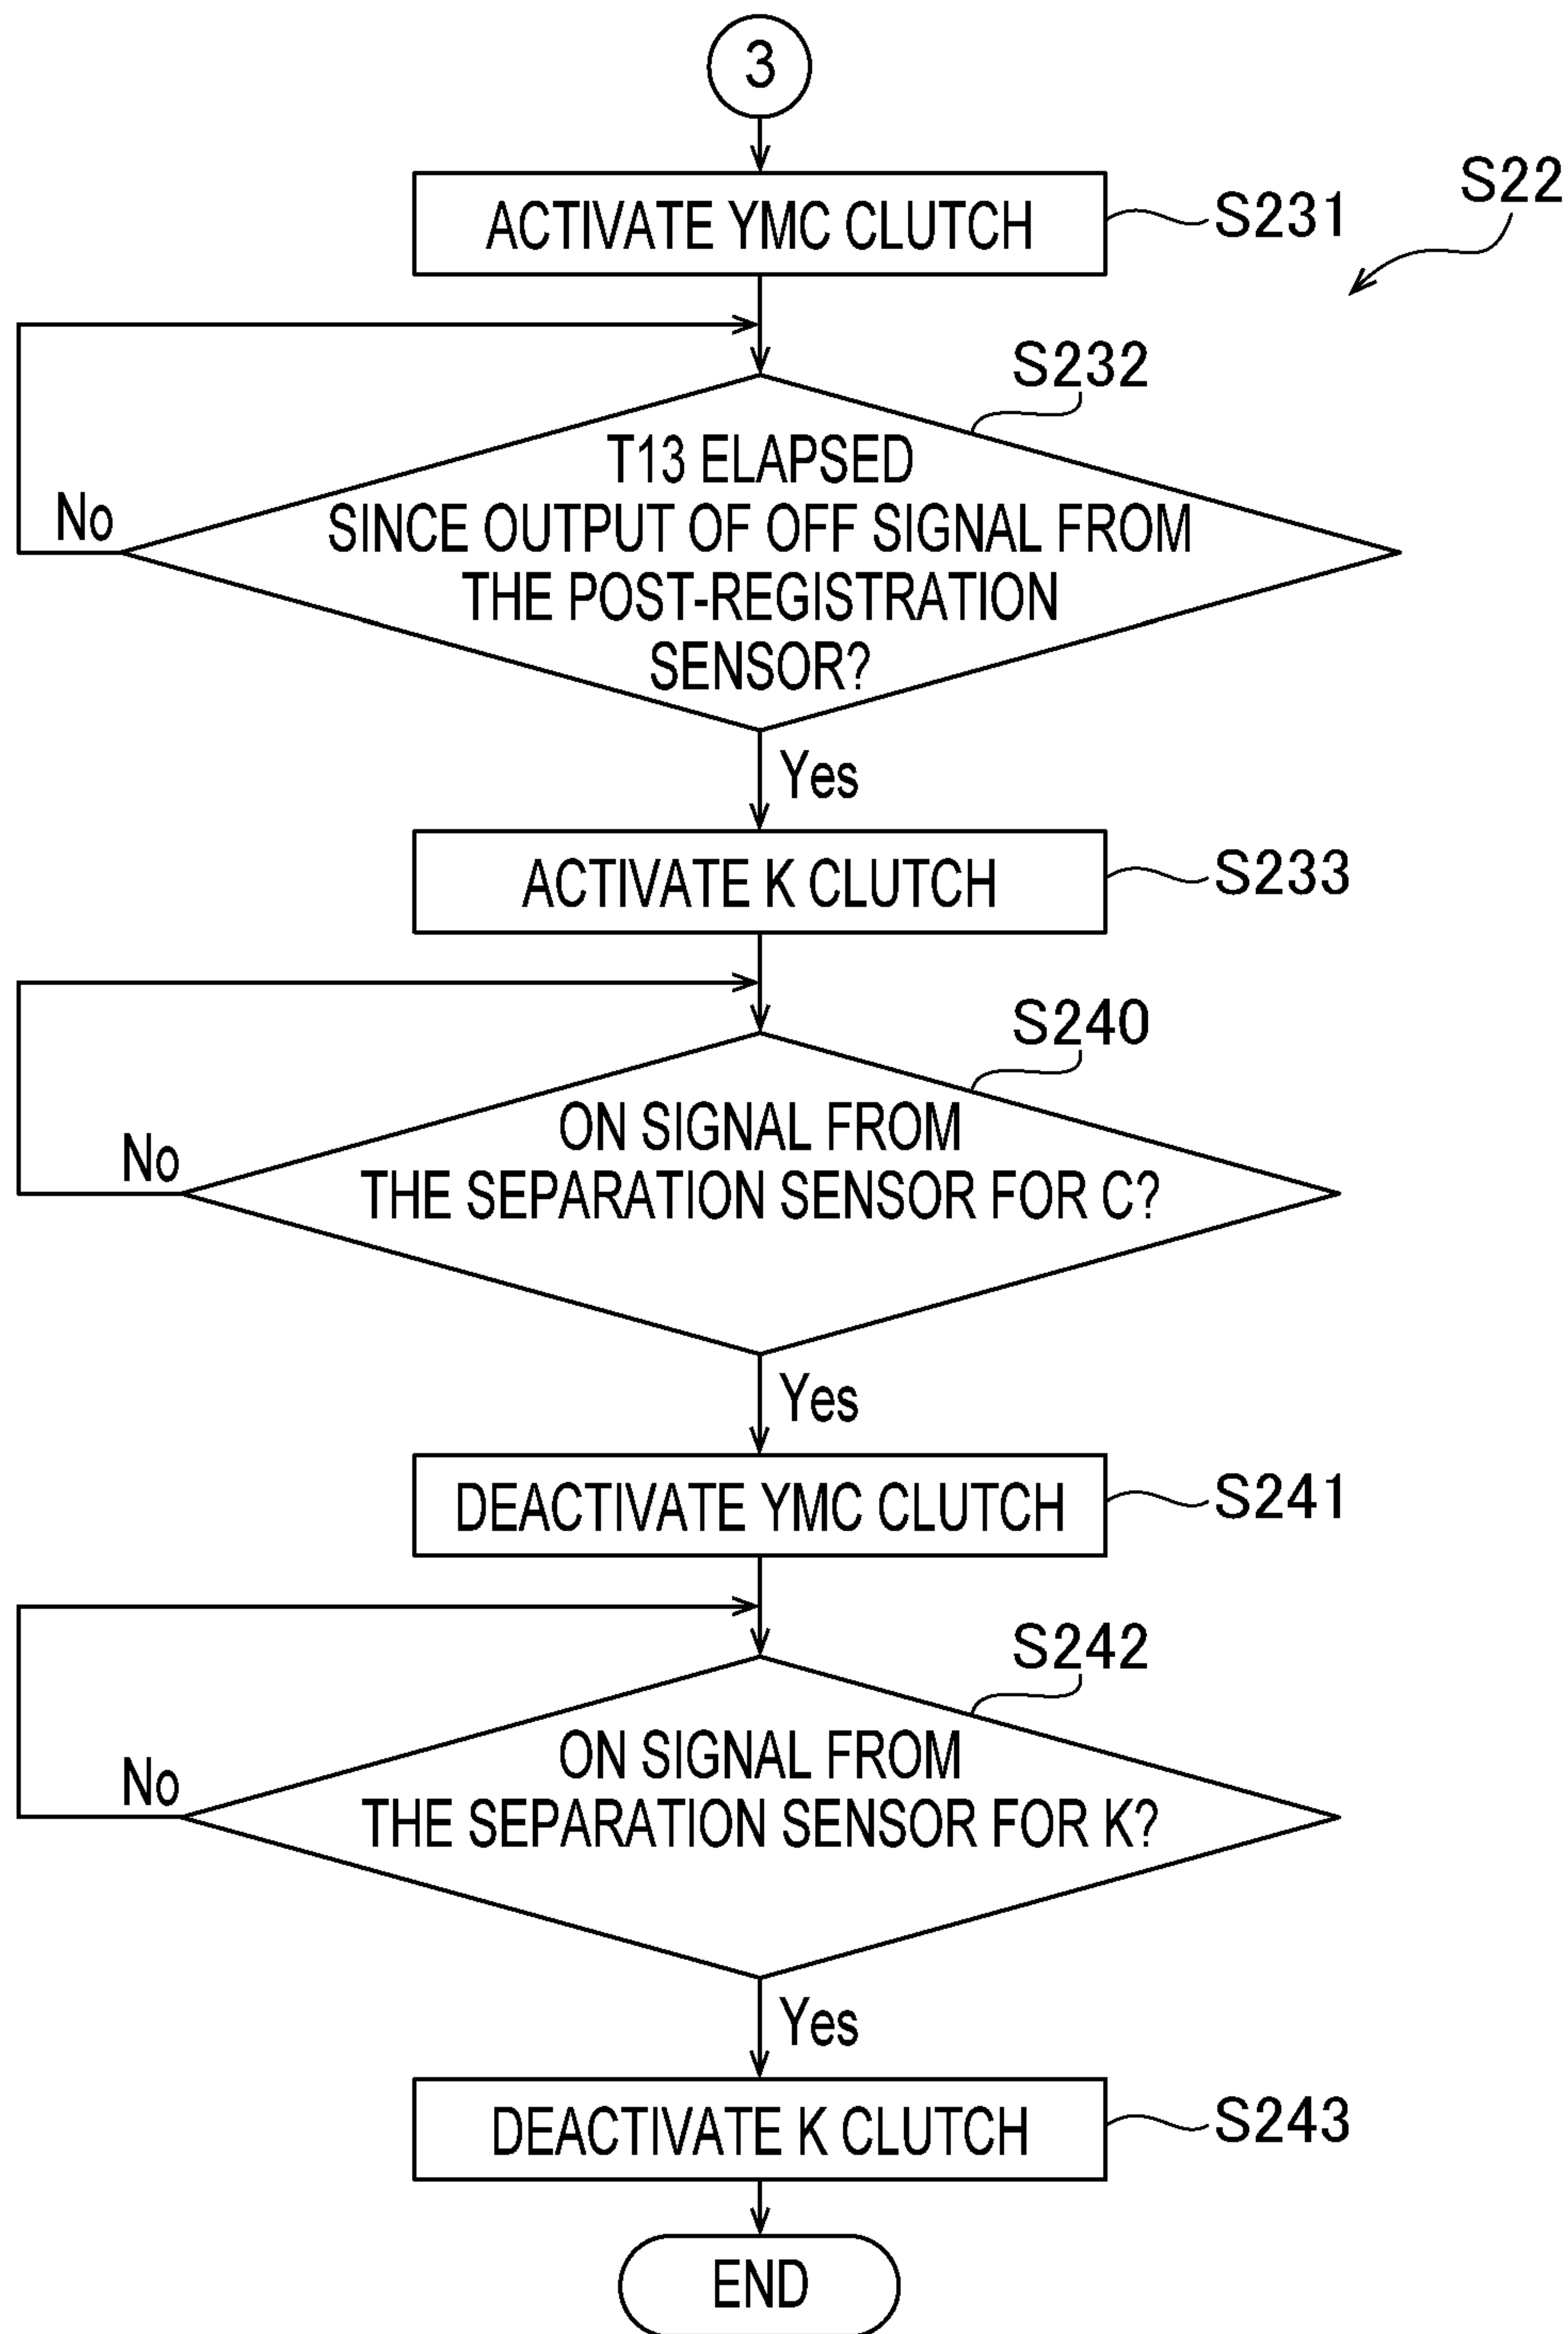 3
ACTIVATE YMC CLUTCH
S231
S22
S232
T13 ELAPSED
SINCE OUTPUT OF OFF SIGNAL FROM
THE POST-REGISTRATION
SENSOR?
No
Yes
ACTIVATE K CLUTCH
S233
S240
ON SIGNAL FROM
THE SEPARATION SENSOR FOR C?
No
Yes
DEACTIVATE YMC CLUTCH
S241
S242
ON SIGNAL FROM
THE SEPARATION SENSOR FOR K?
No
Yes
DEACTIVATE K CLUTCH
S243
END